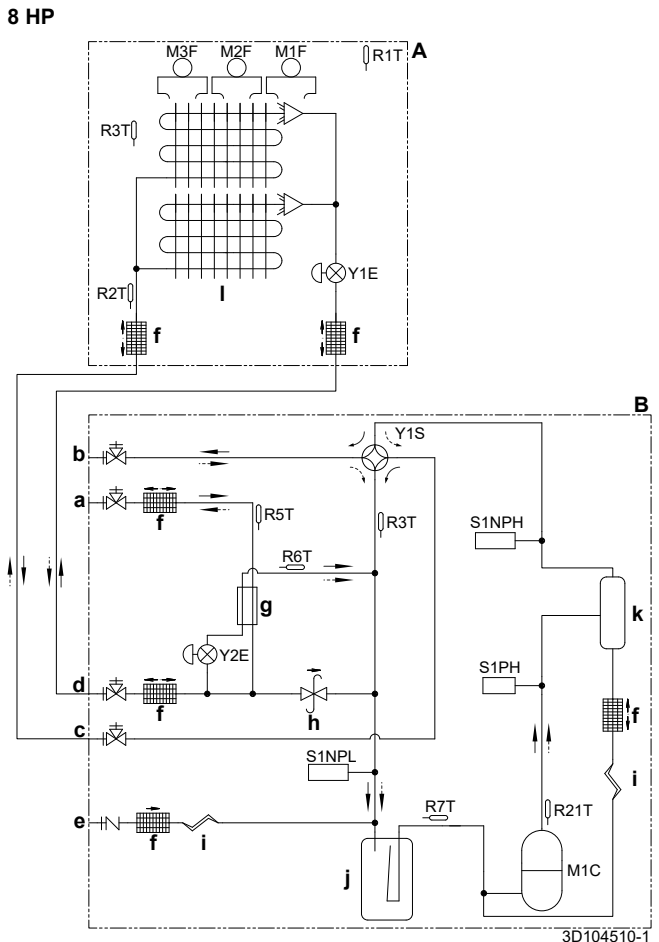 8 HP
M3F M2F M1F R1T A
R3T
Y1E
R2T l
f f
B
b Y1S
a
f R5T R3T S1NPH
R6T
g k
Y2E
d S1PH
f h f
c
S1NPL i
R7T R21T
e
f i
j M1C
3D104510-1